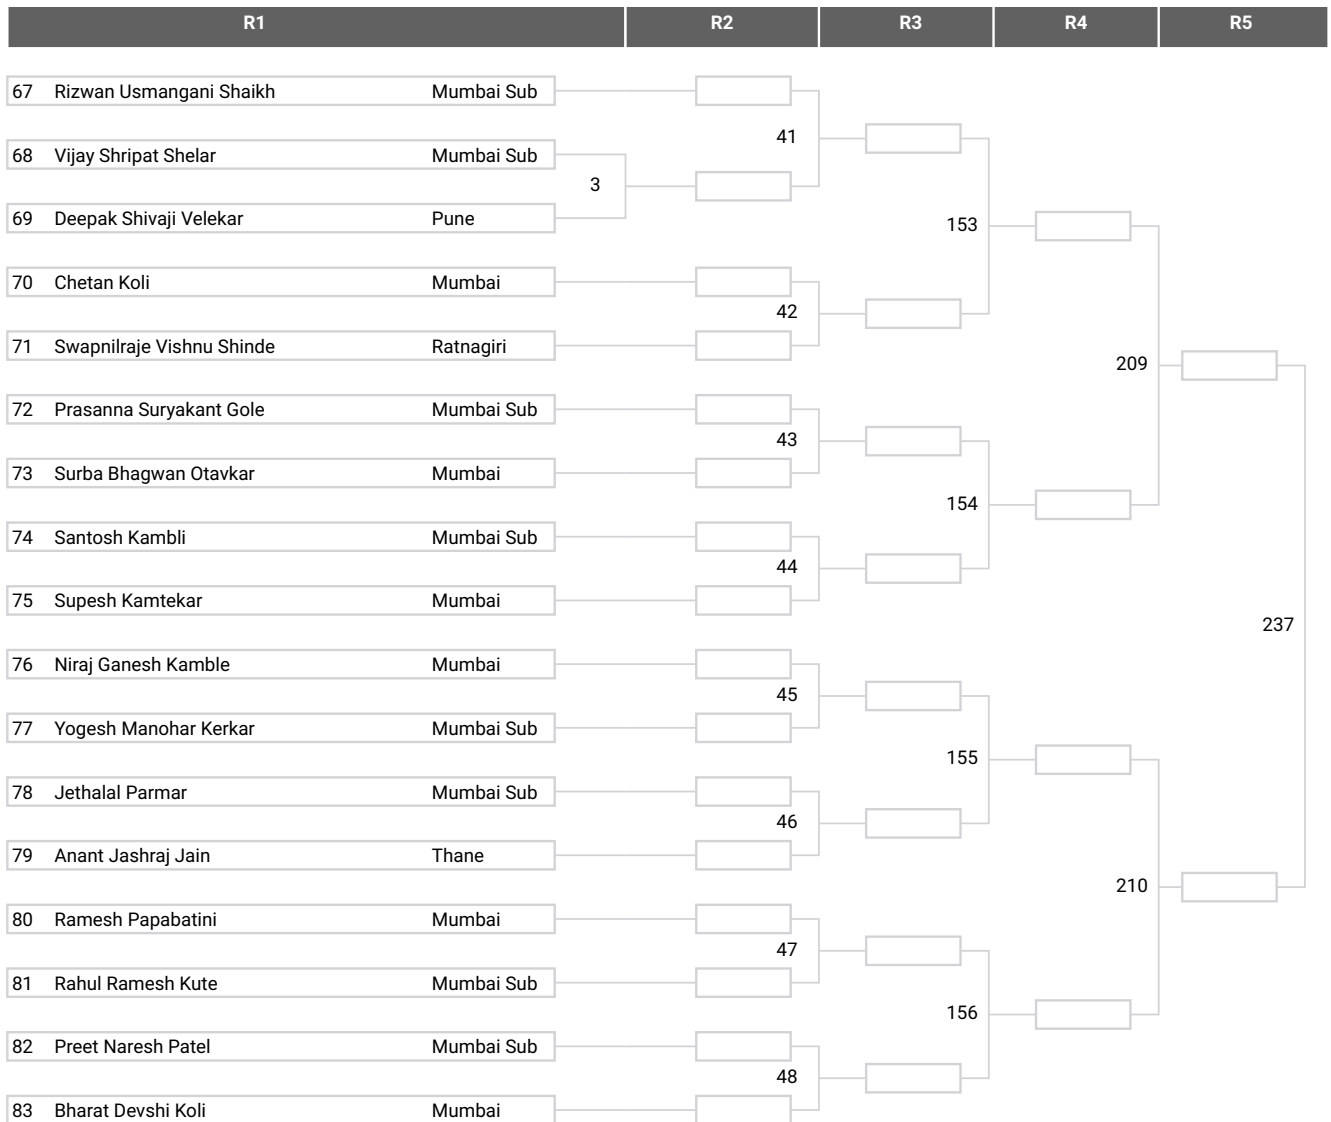 R1 R2 R3 R4 R5
67 Rizwan Usmangani Shaikh Mumbai Sub
41
68 Vijay Shripat Shelar Mumbai Sub
3
69 Deepak Shivaji Velekar Pune
153
70 Chetan Koli Mumbai
42
71 Swapnilraje Vishnu Shinde Ratnagiri
209
72 Prasanna Suryakant Gole Mumbai Sub
43
73 Surba Bhagwan Otavkar Mumbai
154
74 Santosh Kambli Mumbai Sub
44
75 Supesh Kamtekar Mumbai
237
76 Niraj Ganesh Kamble Mumbai
45
77 Yogesh Manohar Kerkar Mumbai Sub
155
78 Jethalal Parmar Mumbai Sub
46
79 Anant Jashraj Jain Thane
210
80 Ramesh Papabatini Mumbai
47
81 Rahul Ramesh Kute Mumbai Sub
156
82 Preet Naresh Patel Mumbai Sub
48
83 Bharat Devshi Koli Mumbai